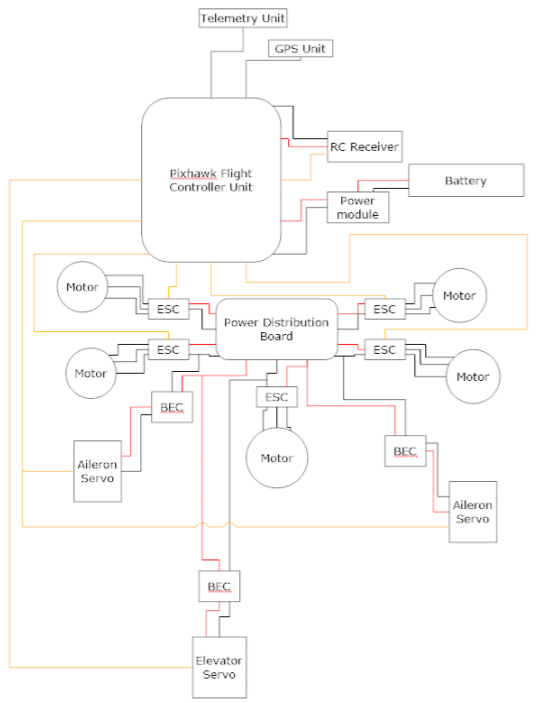 Telemetry Unit
GPS Unit
Pixhawk Flight
Controller Unit
RC Receiver
Battery
Power
module
Motor
ESC
Power Distribution
Board
ESC
Motor
Motor
ESC
ESC
Motor
BEC
ESC
Motor
Aileron
Servo
BEC
Aileron
Servo
BEC
Elevator
Servo